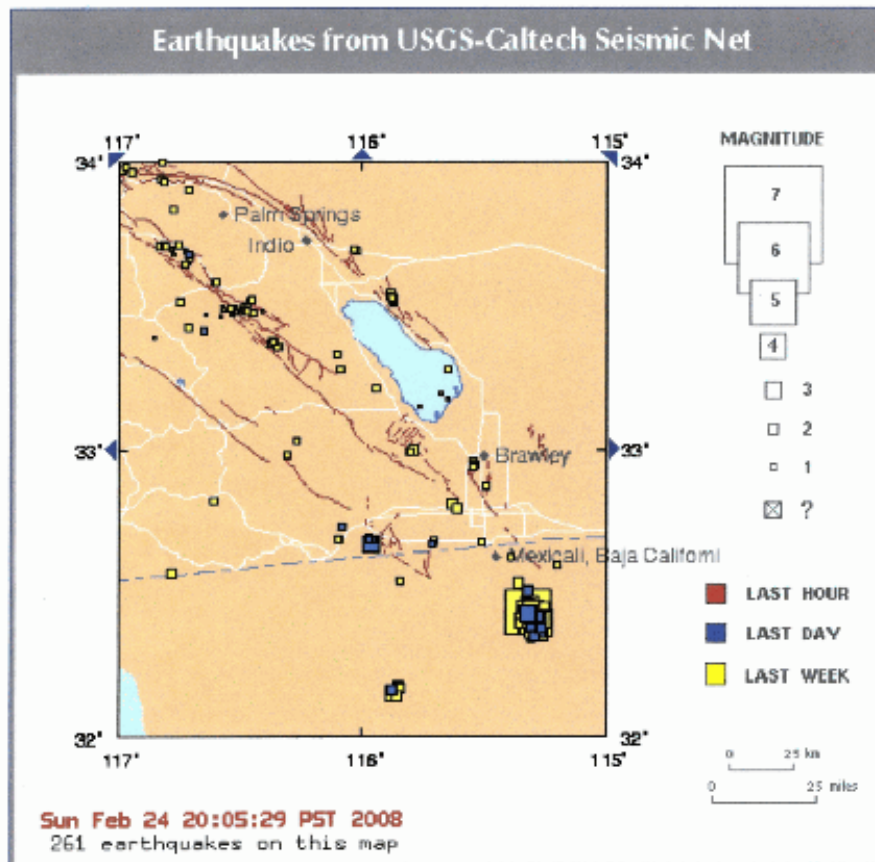 Earthquakes from USGS-Caltech Seismic Net
117° 116° 115°
34° 34°
Palm Springs
Indio
33° 33°
Brawley
Mexicali, Baja Californi
32° 32°
117° 116° 115°
MAGNITUDE
7
6
5
4
3
2
1
?
LAST HOUR
LAST DAY
LAST WEEK
0 25 km
0 25 miles
Sun Feb 24 20:05:29 PST 2008
261 earthquakes on this map